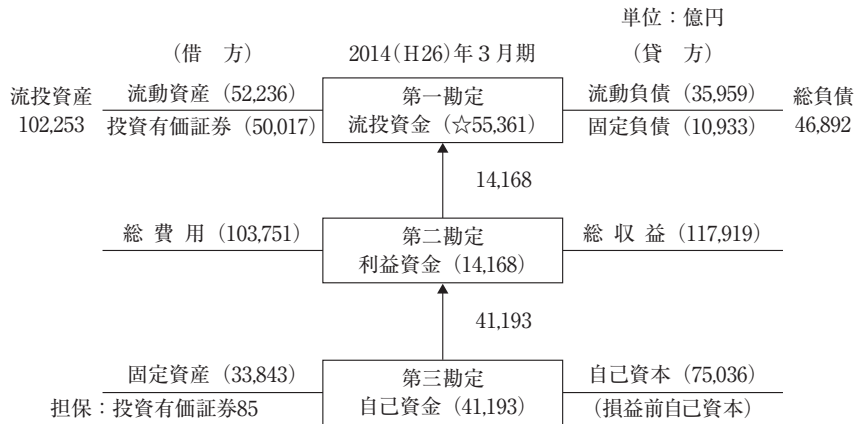 単位：億円
（借　方）　2014（H26）年３月期　（貸　方）
流投資産
102,253
流動資産（52,236）
投資有価証券（50,017）
第一勘定
流投資金（☆55,361）
流動負債（35,959）
固定負債（10,933）
総負債
46,892
14,168
総　費　用（103,751）
第二勘定
利益資金（14,168）
総　収　益（117,919）
41,193
固定資産（33,843）
担保：投資有価証券85
第三勘定
自己資金（41,193）
自己資本（75,036）
（損益前自己資本）